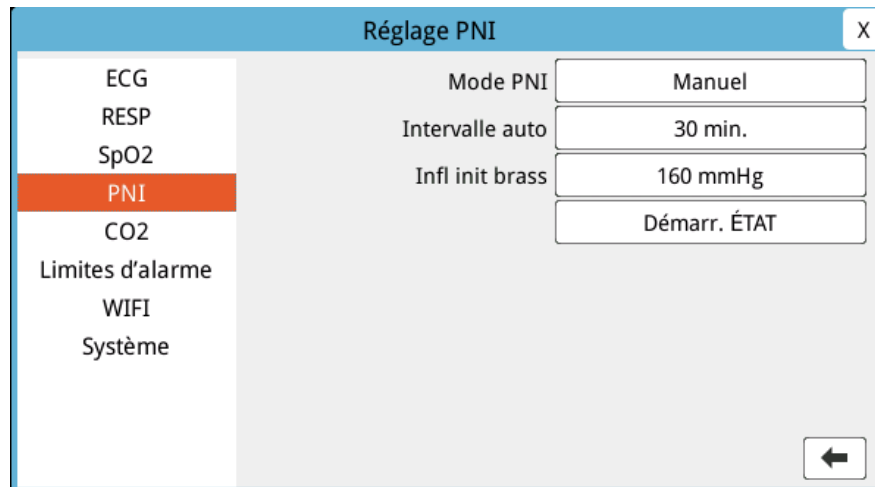 Réglage PNI
X
ECG
RESP
SpO2
PNI
CO2
Limites d’alarme
WIFI
Système
Mode PNI Manuel
Intervalle auto 30 min.
Infl init brass 160 mmHg
Démarr. ÉTAT